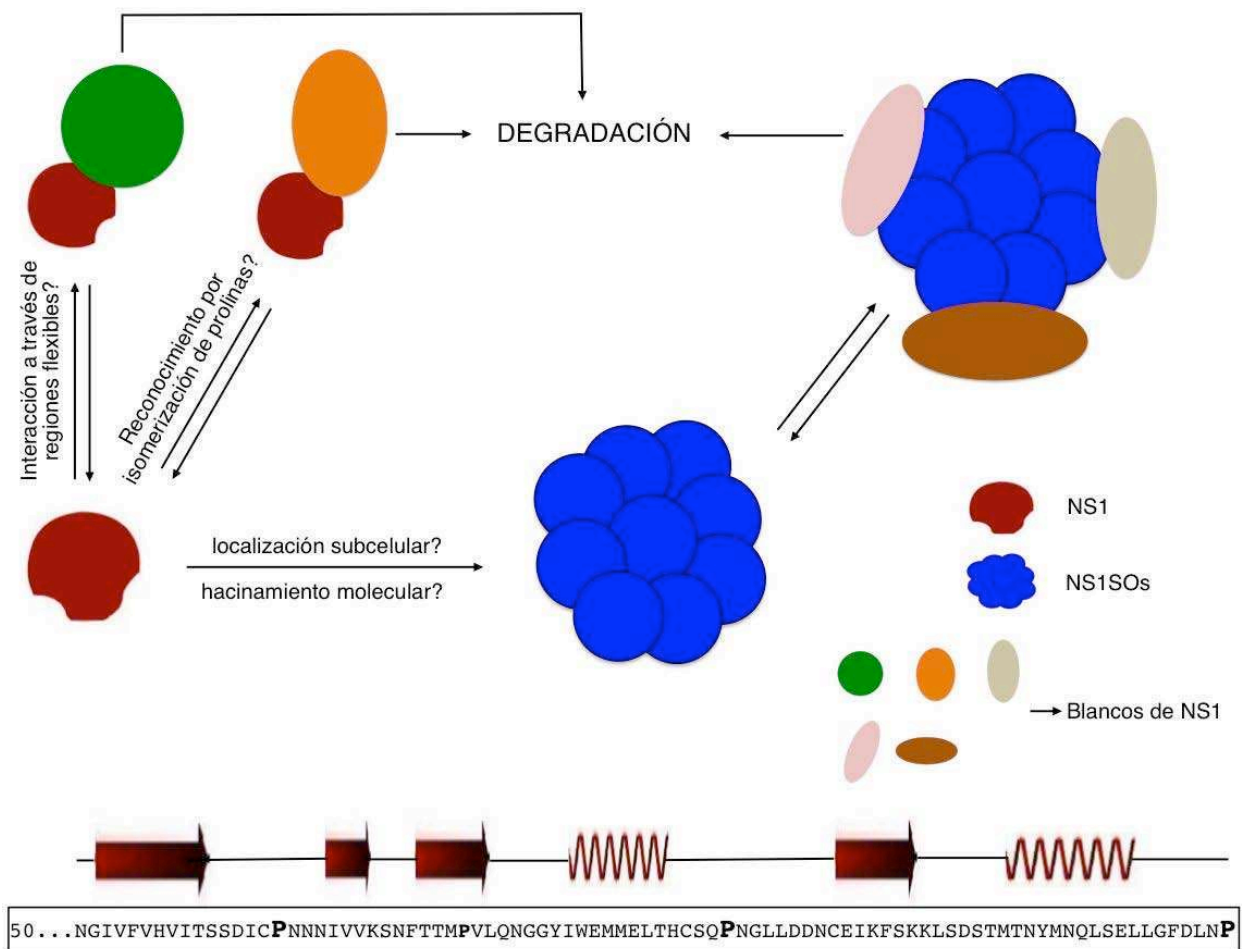 DEGRADACIÓN
Interacción a través de
regiones flexibles?
Reconocimiento por
isomerización de prolinas?
localización subcelular?
hacinamiento molecular?
NS1
NS1SOs
Blancos de NS1
50...NGIVFVHVITSSDICPNNNIVVKSNFTTMPVLQNGGYIWEMMELTHCSQPNGLLDDNCEIKFSKKLSDSTMTNYMNQLSELLGFDLNP